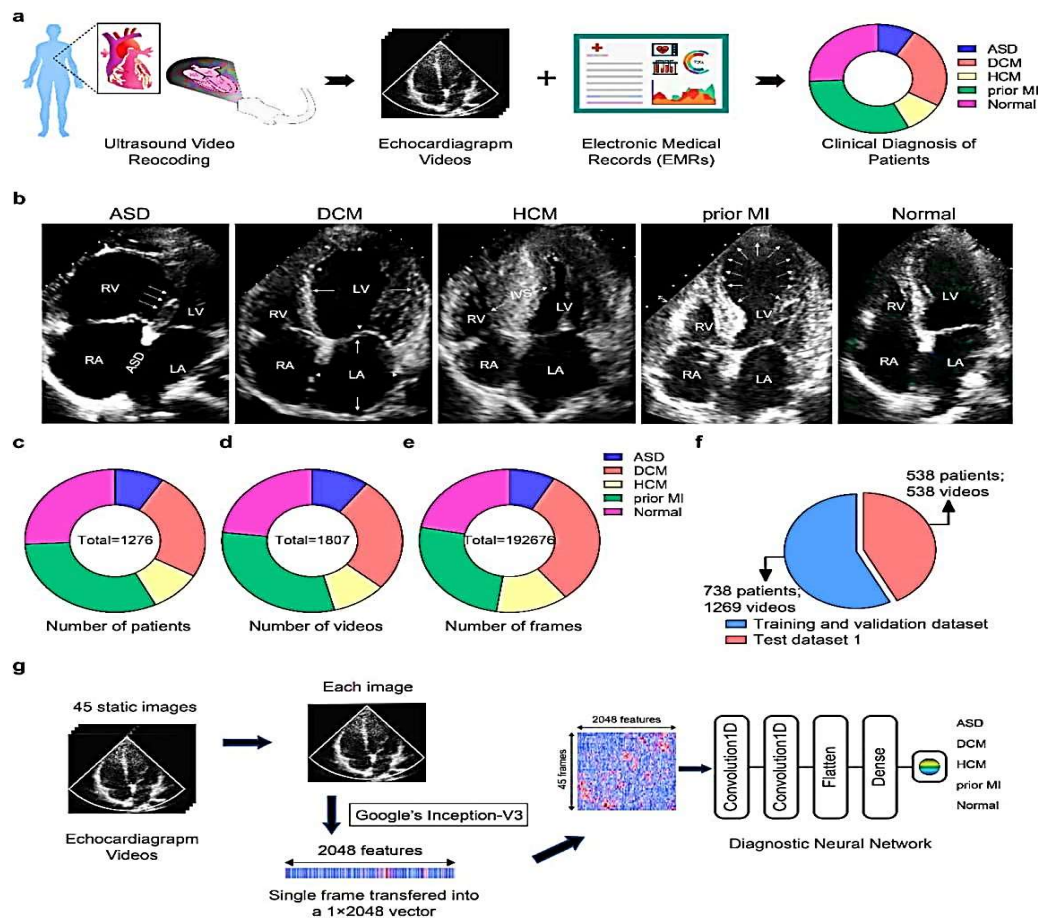 a
ASD
DCM
HCM
prior MI
Normal
Ultrasound Video
Reocoding
Echocardiagrapm
Videos
Electronic Medical
Records (EMRs)
Clinical Diagnosis of
Patients
b
ASD
DCM
HCM
prior MI
Normal
RV
LV
RA
ASD
LA
RV
LV
RA
LA
IVS
RV
LV
RA
LA
RV
LV
RA
LA
RV
LV
RA
LA
c
d
e
f
ASD
DCM
HCM
prior MI
Normal
Total=1276
Total=1807
Total=192676
Number of patients
Number of videos
Number of frames
538 patients;
538 videos
738 patients;
1269 videos
Training and validation dataset
Test dataset 1
g
45 static images
Each image
Echocardiagrapm
Videos
Google's Inception-V3
2048 features
Single frame transfered into
a 1×2048 vector
2048 features
45 frames
Convolution1D
Convolution1D
Flatten
Dense
ASD
DCM
HCM
prior MI
Normal
Diagnostic Neural Network